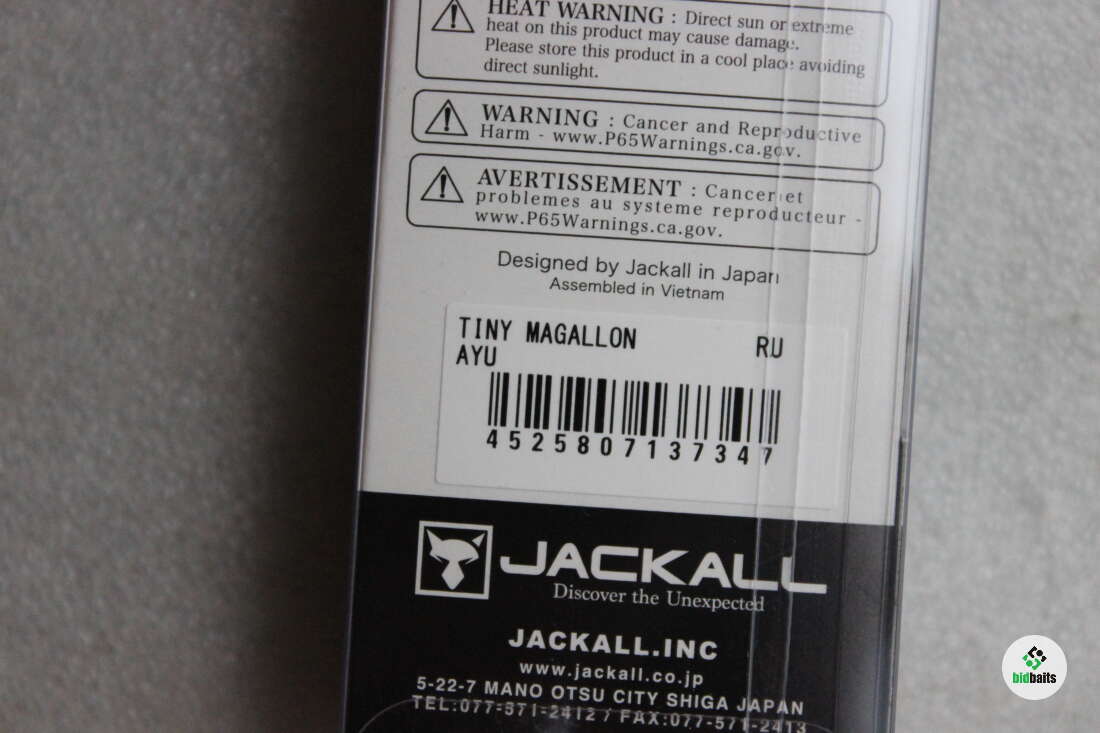 HEAT WARNING : Direct sun or extreme
heat on this product may cause damage.
Please store this product in a cool place avoiding
direct sunlight.
WARNING : Cancer and Reproductive
Harm - www.P65Warnings.ca.gov.
AVERTISSEMENT : Cancer et
problemes au systeme reproducteur -
www.P65Warnings.ca.gov.
Designed by Jackall in Japan
Assembled in Vietnam
TINY MAGALLON RU
AYU
4525807137347
JACKALL
Discover the Unexpected
JACKALL.INC
www.jackall.co.jp
5-22-7 MANO OTSU CITY SHIGA JAPAN
TEL:077-571-2412 / FAX:077-571-2413
bidbaits